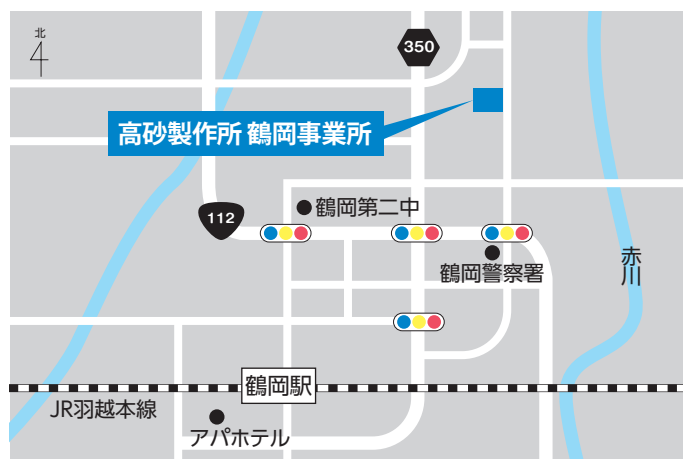 北
350
高砂製作所 鶴岡事業所
112
鶴岡第二中
鶴岡警察署
赤川
鶴岡駅
JR羽越本線
アパホテル